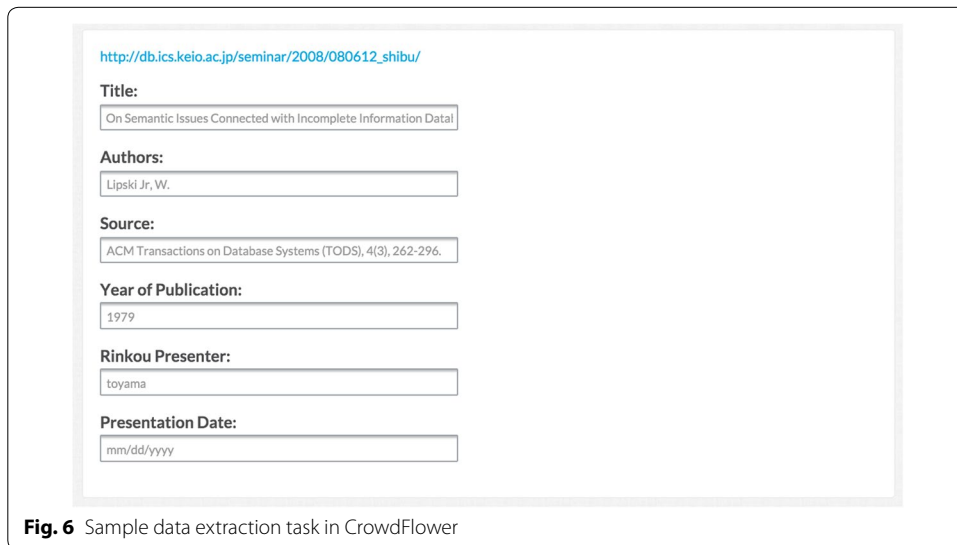 http://db.ics.keio.ac.jp/seminar/2008/080612_shibu/
Title:
On Semantic Issues Connected with Incomplete Information Datal
Authors:
Lipski Jr, W.
Source:
ACM Transactions on Database Systems (TODS), 4(3), 262-296.
Year of Publication:
1979
Rinkou Presenter:
toyama
Presentation Date:
mm/dd/yyyy
Fig. 6 Sample data extraction task in CrowdFlower